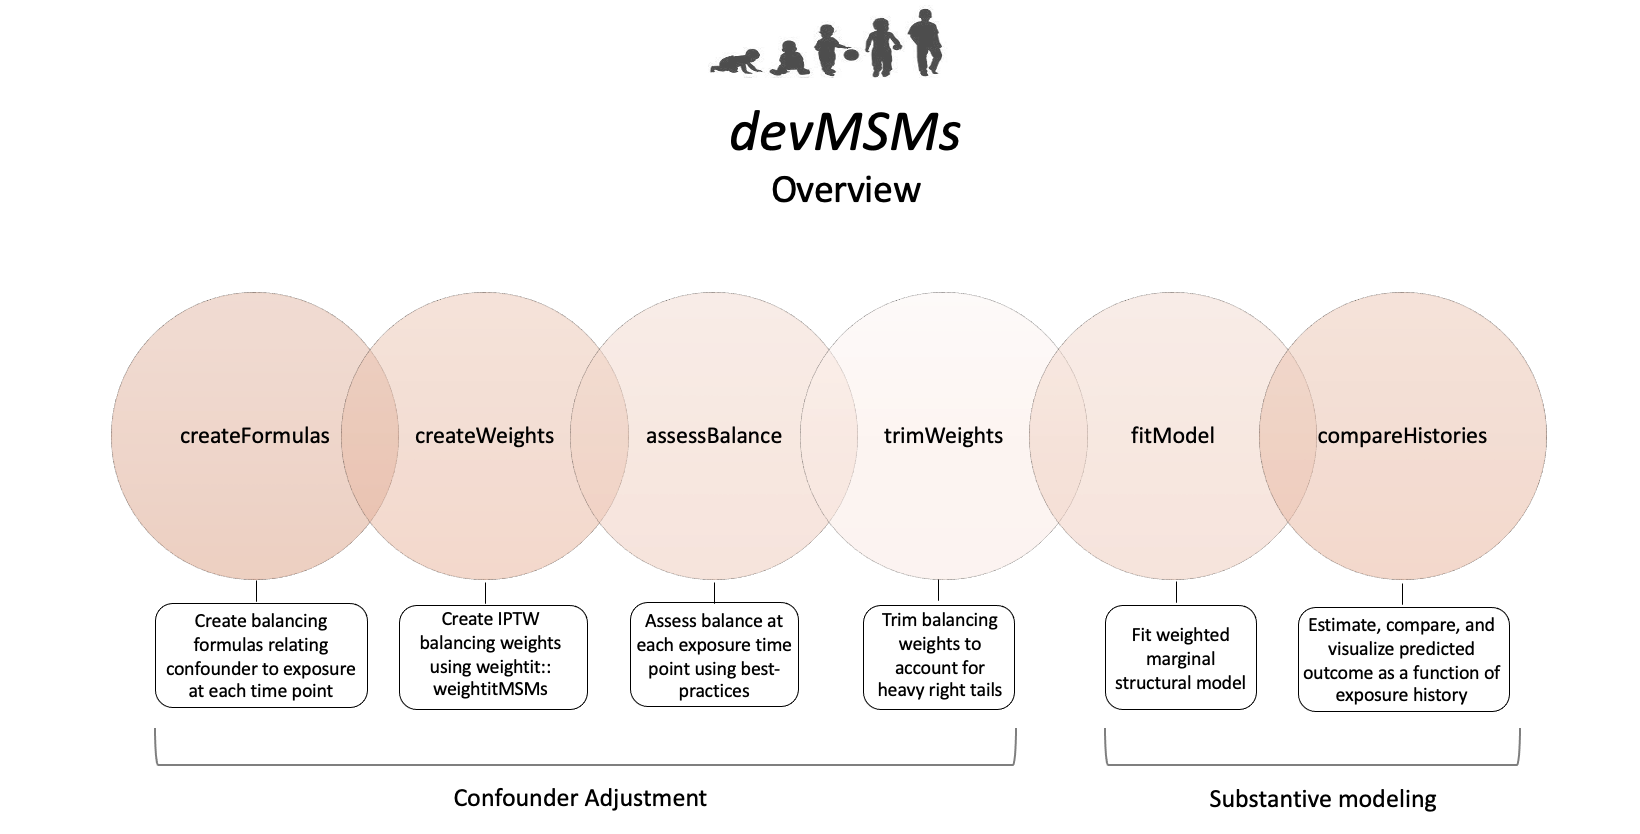 devMSMs
Overview
createFormulas
createWeights
assessBalance
trimWeights
fitModel
compareHistories
Create balancing
formulas relating
confounder to exposure
at each time point
Create IPTW
balancing weights
using weightit::
weightitMSMs
Assess balance at
each exposure time
point using best-
practices
Trim balancing
weights to
account for
heavy right tails
Fit weighted
marginal
structural model
Estimate, compare, and
visualize predicted
outcome as a function of
exposure history
Confounder Adjustment
Substantive modeling